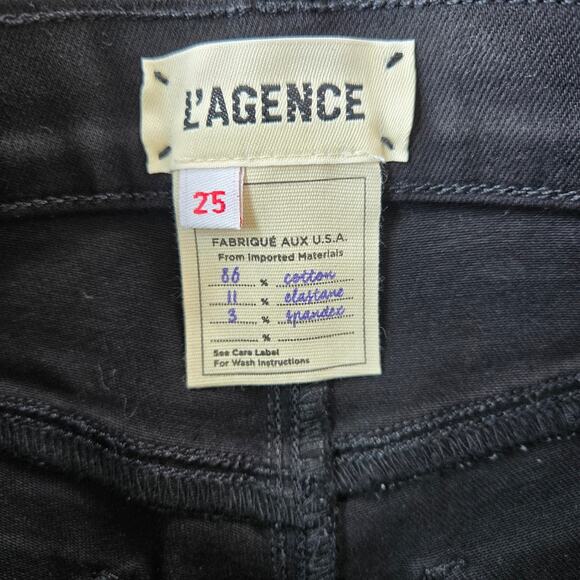 L'AGENCE
25
FABRIQUÉ AUX U.S.A.
From Imported Materials
86 % cotton
11 % elastane
3 % spandex
%
See Care Label
For Wash Instructions